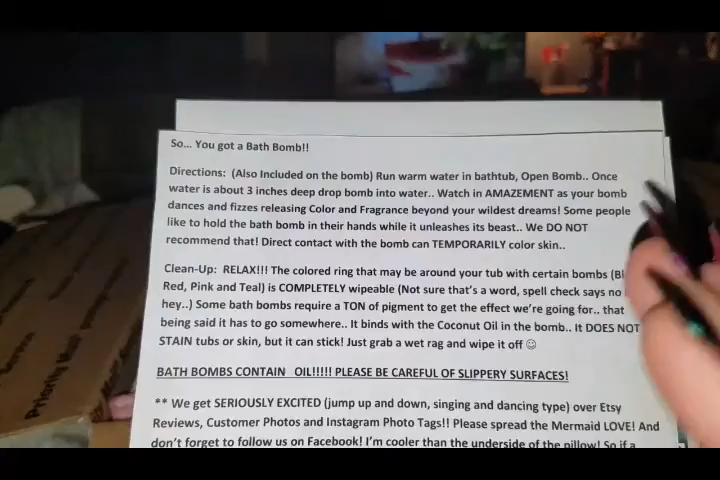 So... You got a Bath Bomb!!
Directions: (Also Included on the bomb) Run warm water in bathtub, Open Bomb.. Once
water is about 3 inches deep drop bomb into water.. Watch in AMAZEMENT as your bomb
dances and fizzes releasing Color and Fragrance beyond your wildest dreams! Some people
like to hold the bath bomb in their hands while it unleashes its beast.. We DO NOT
recommend that! Direct contact with the bomb can TEMPORARILY color skin..
Clean-Up: RELAX!!! The colored ring that may be around your tub with certain bombs
Red, Pink and Teal) is COMPLETELY wipeable (Not sure that's a word, spell check says no
hey..) Some bath bombs require a TON of pigment to get the effect we're going for.. that
being said it has to go somewhere.. It binds with the Coconut Oil in the bomb.. It DOES NOT
STAIN tubs or skin, but it can stick! Just grab a wet rag and wipe it off ☺
BATH BOMBS CONTAIN OIL!!!!! PLEASE BE CAREFUL OF SLIPPERY SURFACES!
** We get SERIOUSLY EXCITED (jump up and down, singing and dancing type) over Etsy
Reviews, Customer Photos and Instagram Photo Tags!! Please spread the Mermaid LOVE! And
don't forget to follow us on Facebook! I'm cooler than the underside of the pillow! So if a
Priority Mail